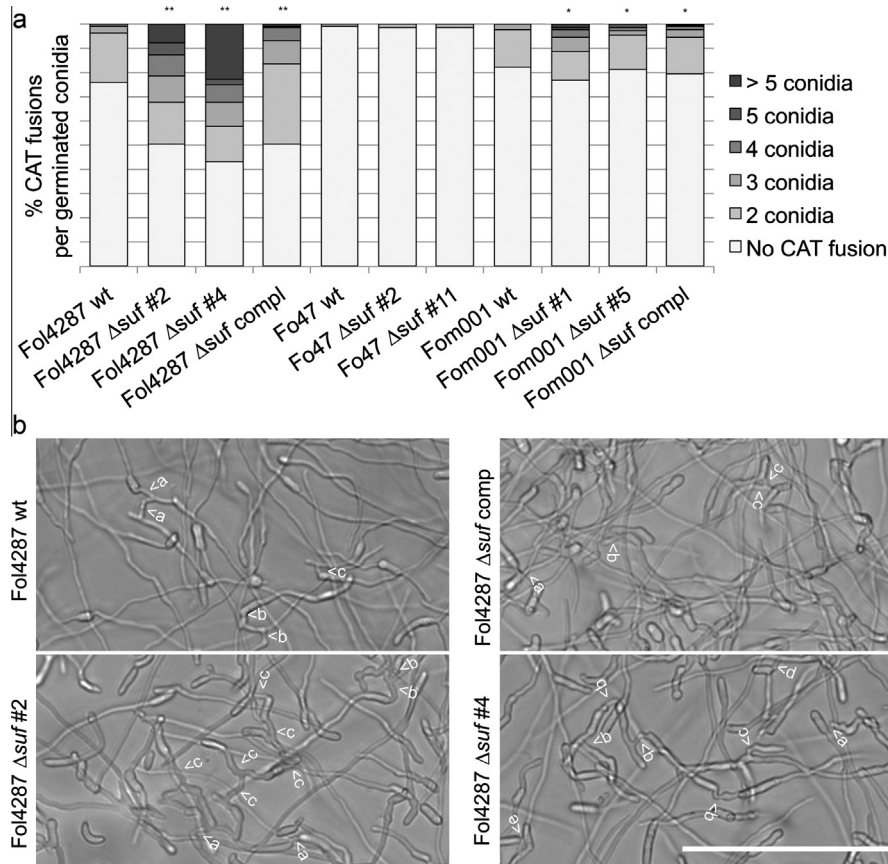 a
** ** ** * * *
% CAT fusions
per germinated conidia
> 5 conidia
5 conidia
4 conidia
3 conidia
2 conidia
No CAT fusion
Fol4287 wt
Fol4287 Δsuf #2
Fol4287 Δsuf #4
Fol4287 Δsuf compl
Fo47 wt
Fo47 Δsuf #2
Fo47 Δsuf #11
Fom001 wt
Fom001 Δsuf #1
Fom001 Δsuf #5
Fom001 Δsuf compl
b
Fol4287 wt
<a
<a
<c
<b
<b
Fol4287 Δsuf comp
<c
<c
<b
<a
Fol4287 Δsuf #2
<b
<b
<c
<c
<c
<c
<c
<c
<a
<a
Fol4287 Δsuf #4
<d
<b
<b
<b
<c
<a
<b
<e